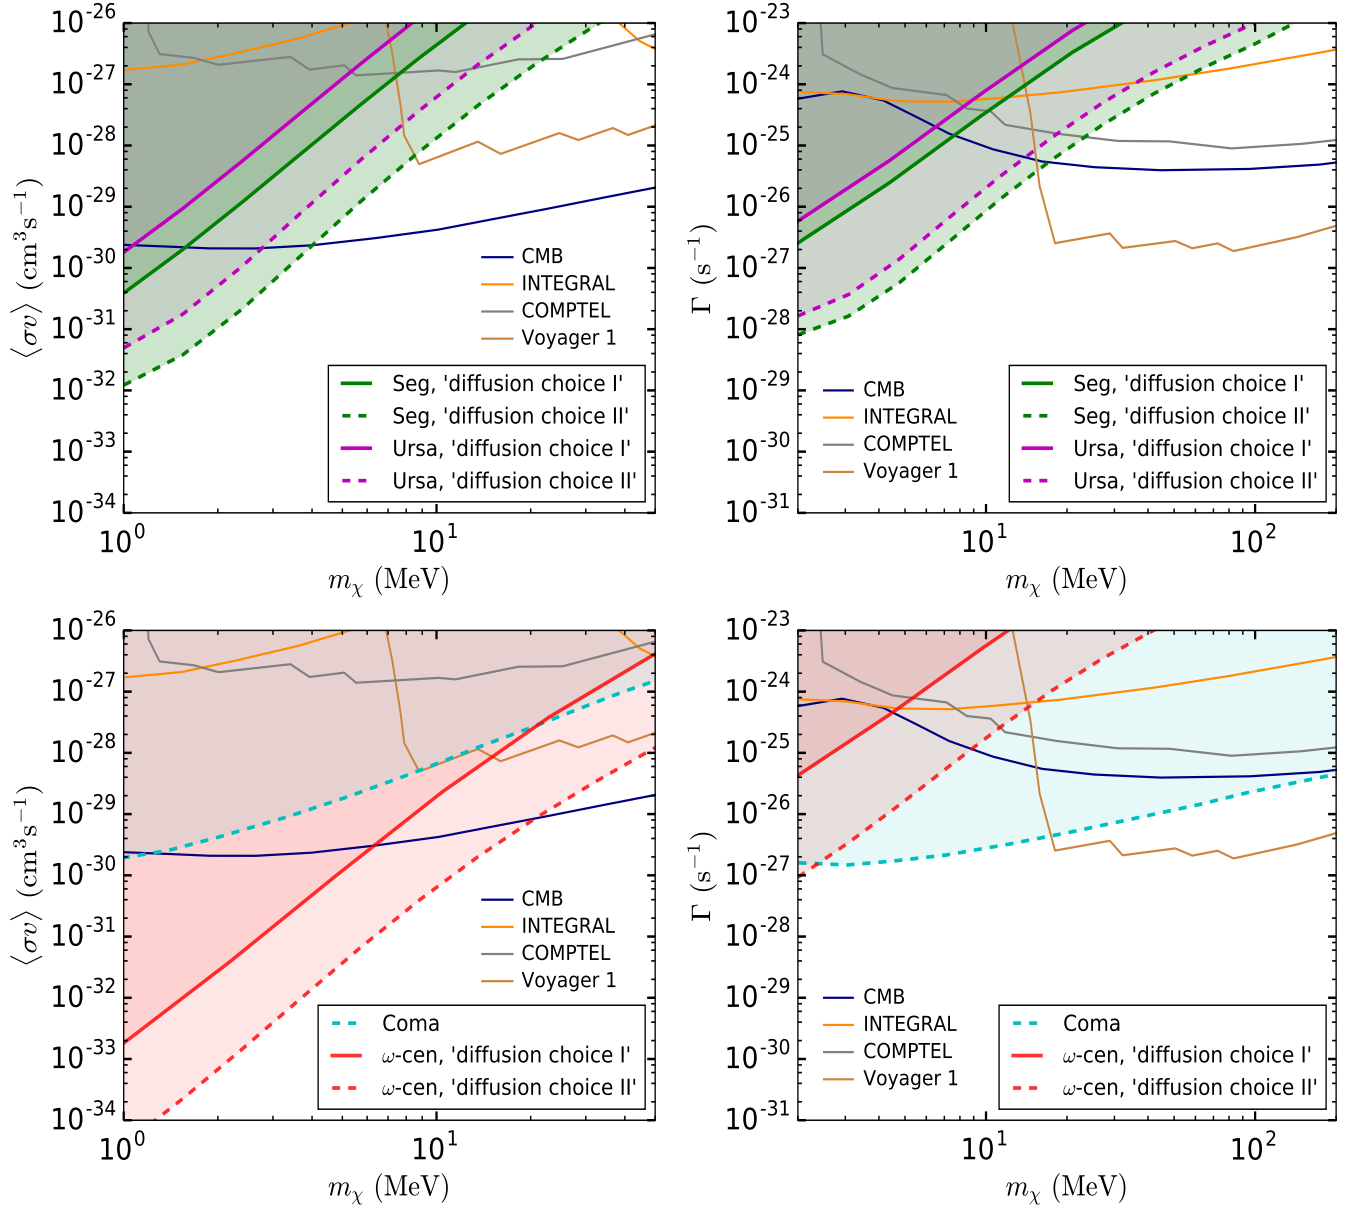 10^-26
10^-27
10^-28
10^-29
10^-30
10^-31
10^-32
10^-33
10^-34
⟨σv⟩ (cm³ s⁻¹)
CMB
INTEGRAL
COMPTEL
Voyager 1
Seg, 'diffusion choice I'
Seg, 'diffusion choice II'
Ursa, 'diffusion choice I'
Ursa, 'diffusion choice II'
10^0
10^1
m_χ (MeV)
10^-23
10^-24
10^-25
10^-26
10^-27
10^-28
10^-29
10^-30
10^-31
Γ (s⁻¹)
CMB
INTEGRAL
COMPTEL
Voyager 1
Seg, 'diffusion choice I'
Seg, 'diffusion choice II'
Ursa, 'diffusion choice I'
Ursa, 'diffusion choice II'
10^1
10^2
m_χ (MeV)
10^-26
10^-27
10^-28
10^-29
10^-30
10^-31
10^-32
10^-33
10^-34
⟨σv⟩ (cm³ s⁻¹)
CMB
INTEGRAL
COMPTEL
Voyager 1
Coma
ω-cen, 'diffusion choice I'
ω-cen, 'diffusion choice II'
10^0
10^1
m_χ (MeV)
10^-23
10^-24
10^-25
10^-26
10^-27
10^-28
10^-29
10^-30
10^-31
Γ (s⁻¹)
CMB
INTEGRAL
COMPTEL
Voyager 1
Coma
ω-cen, 'diffusion choice I'
ω-cen, 'diffusion choice II'
10^1
10^2
m_χ (MeV)